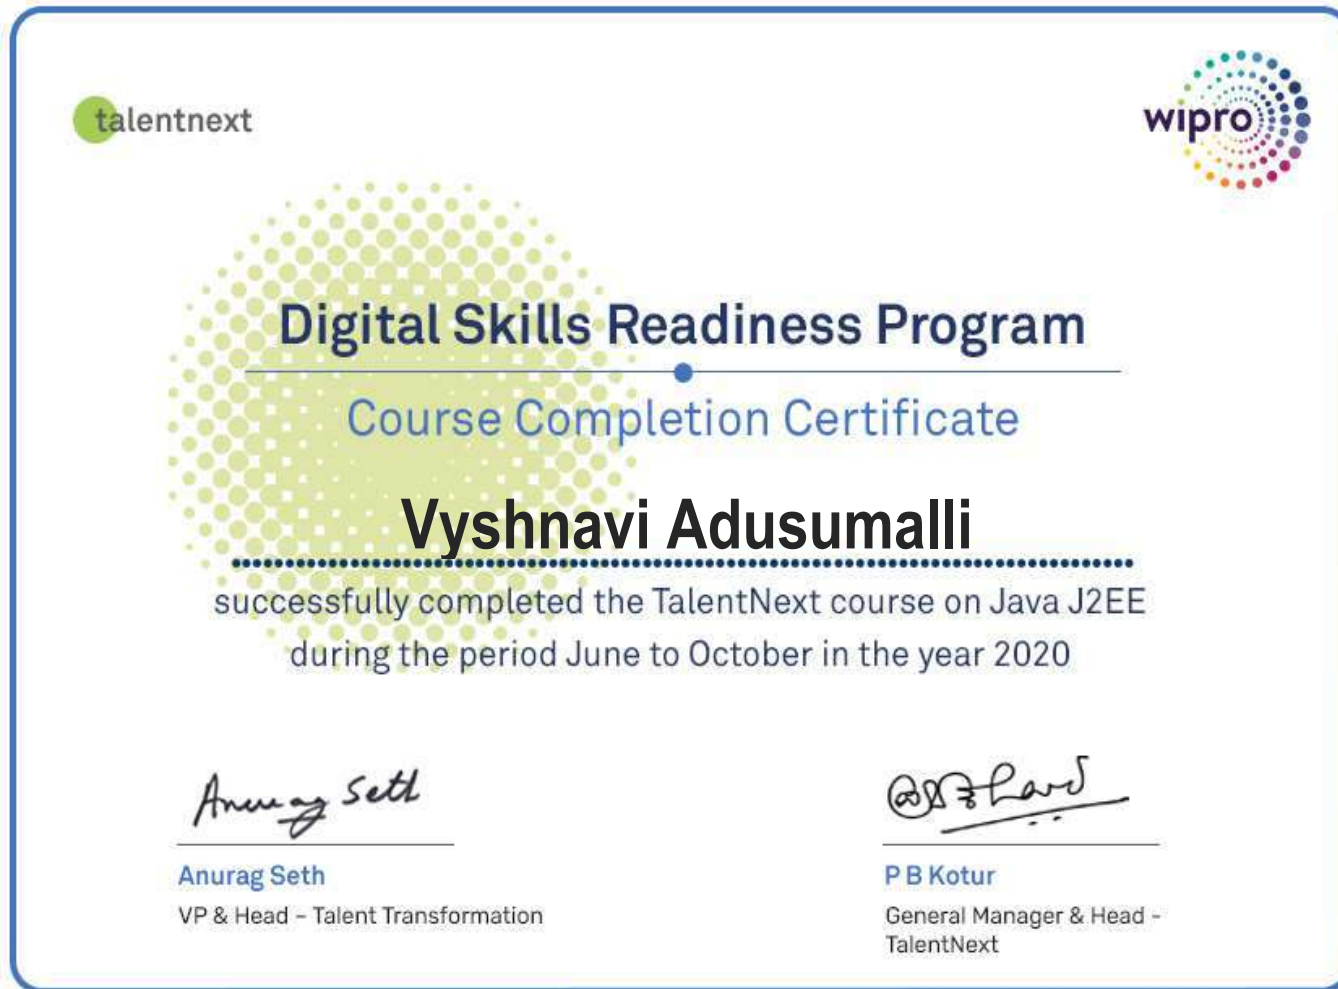 talentnext
wipro
Digital Skills Readiness Program
Course Completion Certificate
Vyshnavi Adusumalli
successfully completed the TalentNext course on Java J2EE
during the period June to October in the year 2020
Anurag Seth
Anurag Seth
VP & Head – Talent Transformation
P B Kotur
General Manager & Head -
TalentNext